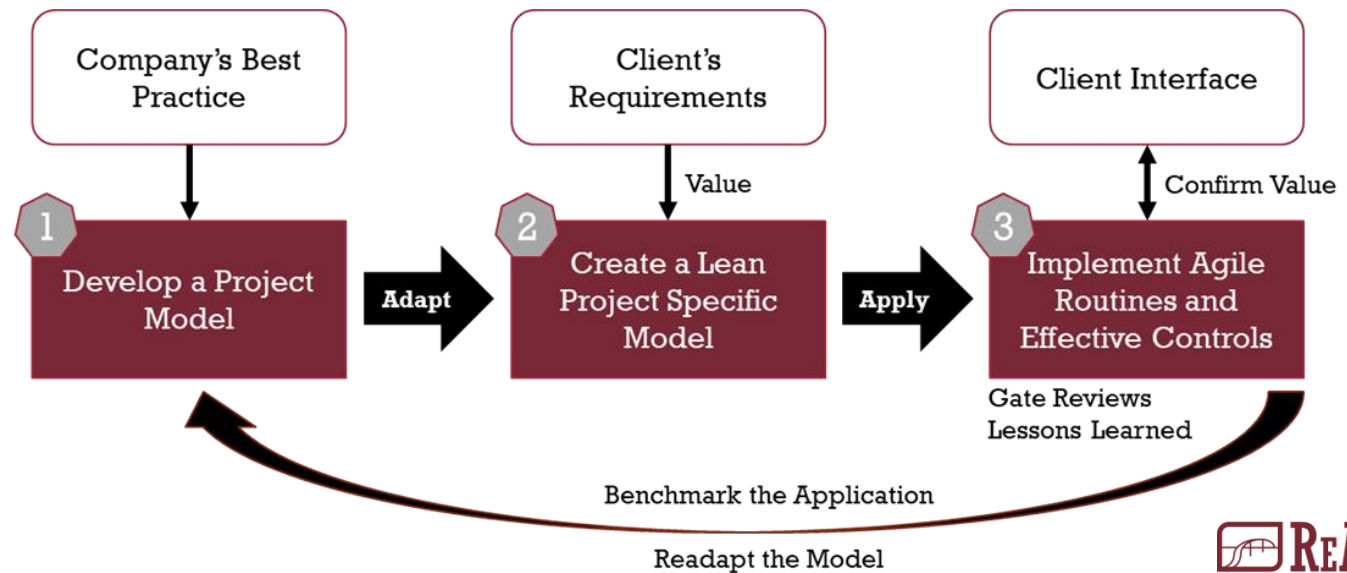 Company's Best
Practice
Client's
Requirements
Client Interface
Value
Confirm Value
1
Develop a Project
Model
Adapt
2
Create a Lean
Project Specific
Model
Apply
3
Implement Agile
Routines and
Effective Controls
Gate Reviews
Lessons Learned
Benchmark the Application
Readapt the Model